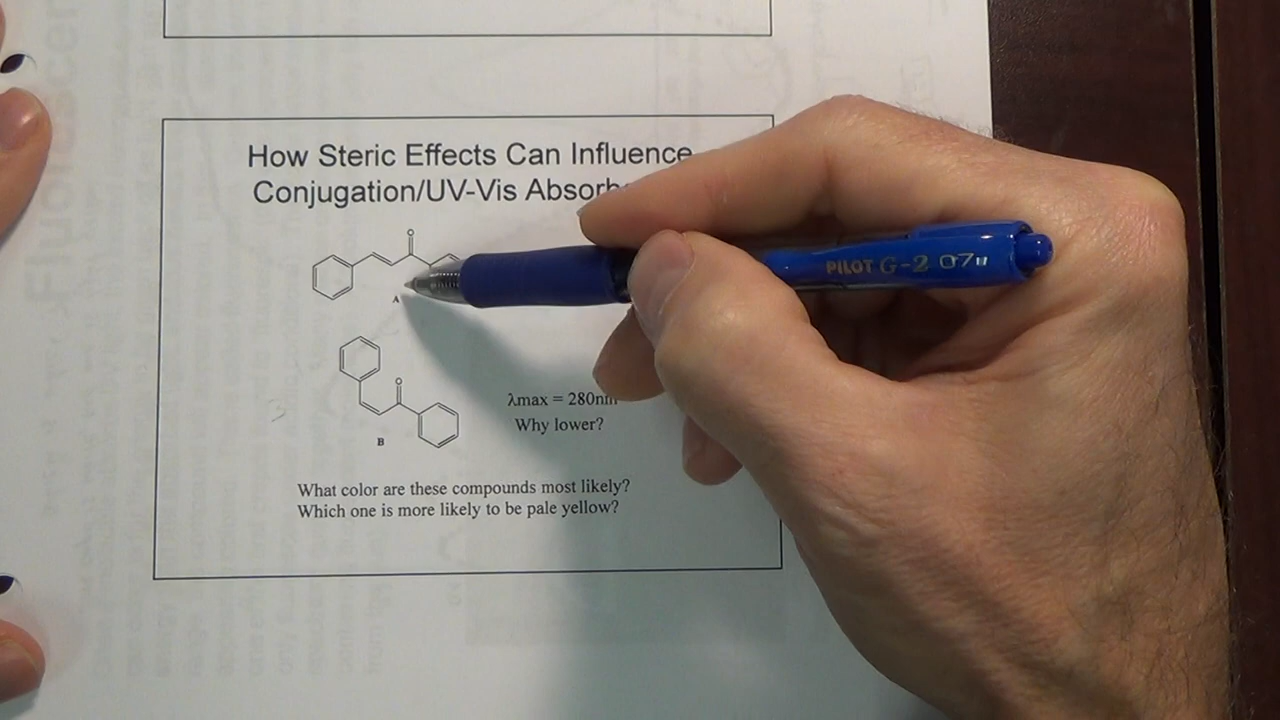 How Steric Effects Can Influence
Conjugation/UV-Vis
O
A
O
λmax = 280nm
Why lower?
B
What color are these compounds most likely?
Which one is more likely to be pale yellow?
PILOT G-2 07